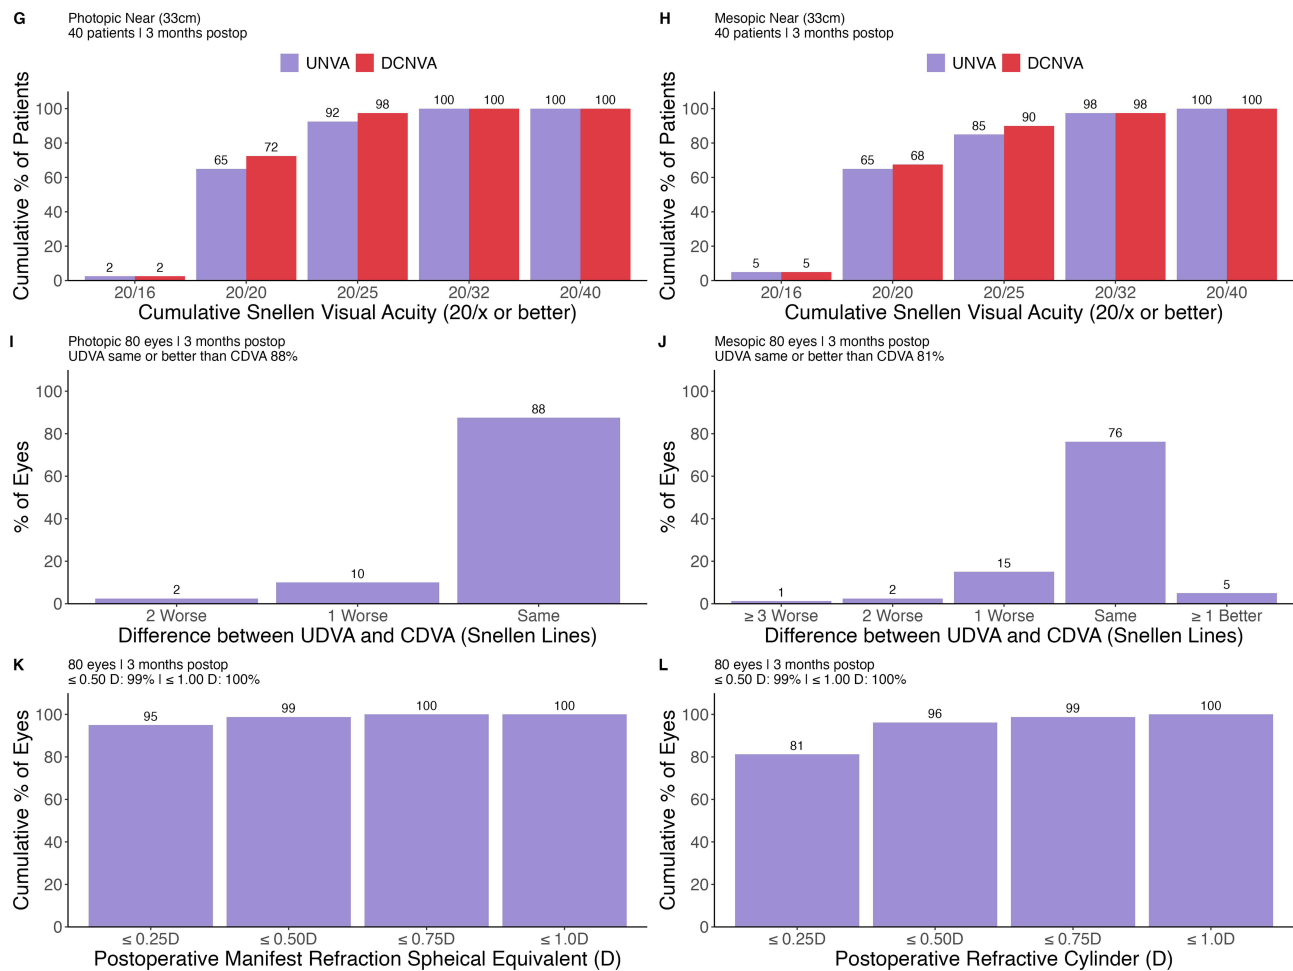 G
Photopic Near (33cm)
40 patients | 3 months postop
UNVA DCNVA
Cumulative % of Patients
100
80
60
40
20
0
2 2 65 72 92 98 100 100 100 100
20/16 20/20 20/25 20/32 20/40
Cumulative Snellen Visual Acuity (20/x or better)
H
Mesopic Near (33cm)
40 patients | 3 months postop
UNVA DCNVA
Cumulative % of Patients
100
80
60
40
20
0
5 5 65 68 85 90 98 98 100 100
20/16 20/20 20/25 20/32 20/40
Cumulative Snellen Visual Acuity (20/x or better)
I
Photopic 80 eyes | 3 months postop
UDVA same or better than CDVA 88%
% of Eyes
100
80
60
40
20
0
2 10 88
2 Worse 1 Worse Same
Difference between UDVA and CDVA (Snellen Lines)
J
Mesopic 80 eyes | 3 months postop
UDVA same or better than CDVA 81%
% of Eyes
100
80
60
40
20
0
1 2 15 76 5
≥ 3 Worse 2 Worse 1 Worse Same ≥ 1 Better
Difference between UDVA and CDVA (Snellen Lines)
K
80 eyes | 3 months postop
≤ 0.50 D: 99% | ≤ 1.00 D: 100%
Cumulative % of Eyes
100
80
60
40
20
0
95 99 100 100
≤ 0.25D ≤ 0.50D ≤ 0.75D ≤ 1.0D
Postoperative Manifest Refraction Spheical Equivalent (D)
L
80 eyes | 3 months postop
≤ 0.50 D: 99% | ≤ 1.00 D: 100%
Cumulative % of Eyes
100
80
60
40
20
0
81 96 99 100
≤ 0.25D ≤ 0.50D ≤ 0.75D ≤ 1.0D
Postoperative Refractive Cylinder (D)